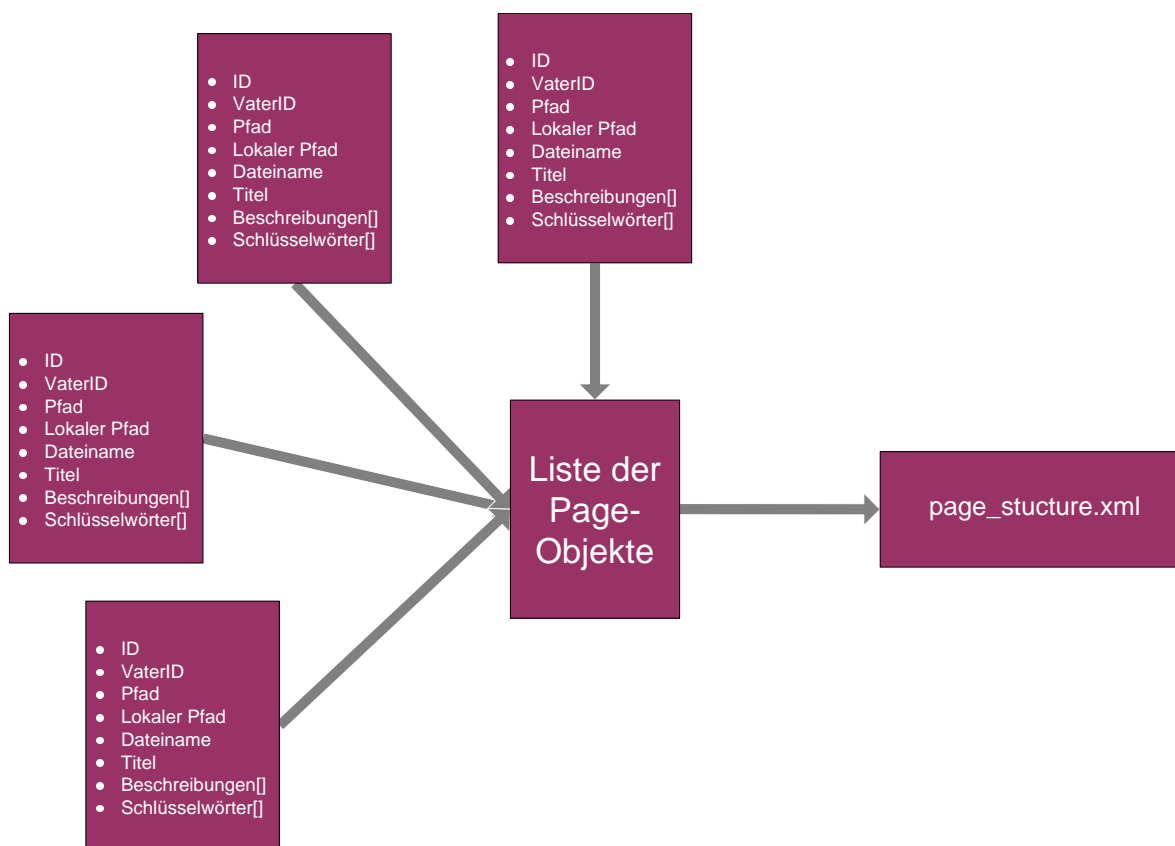 ID
VaterID
Pfad
Lokaler Pfad
Dateiname
Titel
Beschreibungen[]
Schlüsselwörter[]
ID
VaterID
Pfad
Lokaler Pfad
Dateiname
Titel
Beschreibungen[]
Schlüsselwörter[]
ID
VaterID
Pfad
Lokaler Pfad
Dateiname
Titel
Beschreibungen[]
Schlüsselwörter[]
Liste der
Page-
Objekte
page_stucture.xml
ID
VaterID
Pfad
Lokaler Pfad
Dateiname
Titel
Beschreibungen[]
Schlüsselwörter[]